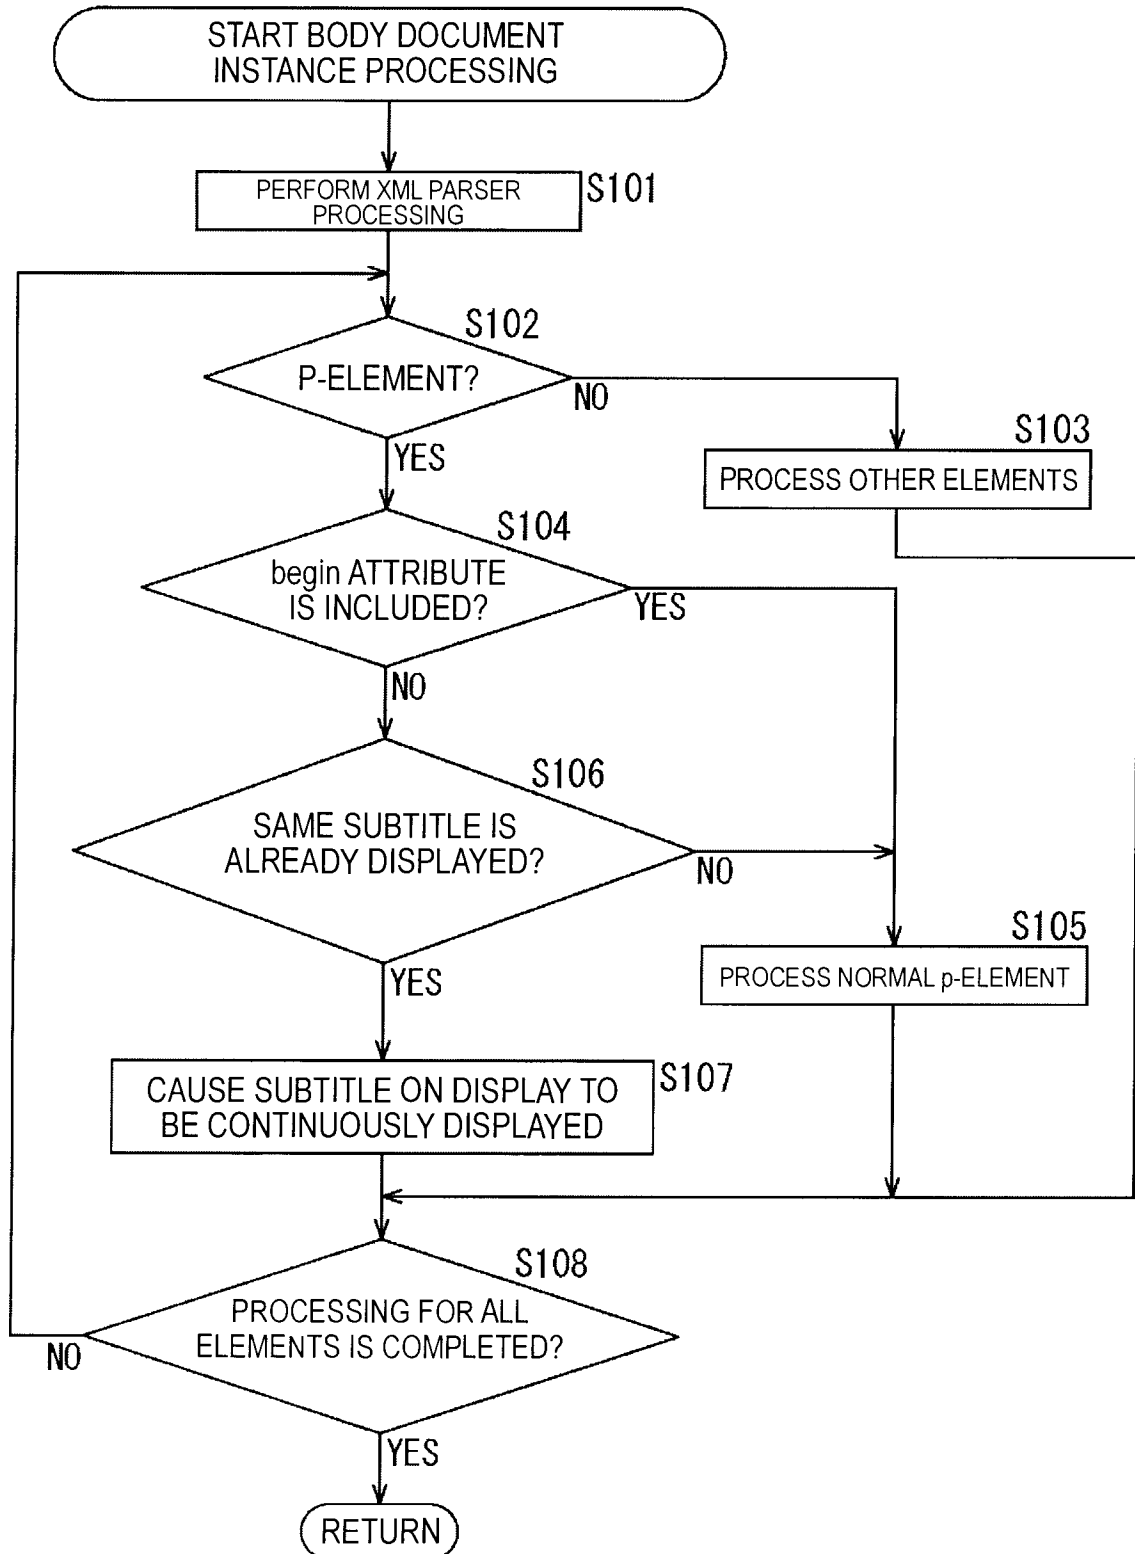 START BODY DOCUMENT
INSTANCE PROCESSING
PERFORM XML PARSER
PROCESSING
S101
S102
P-ELEMENT?
NO
YES
S103
PROCESS OTHER ELEMENTS
S104
begin ATTRIBUTE
IS INCLUDED?
YES
NO
S106
SAME SUBTITLE IS
ALREADY DISPLAYED?
NO
YES
S105
PROCESS NORMAL p-ELEMENT
S107
CAUSE SUBTITLE ON DISPLAY TO
BE CONTINUOUSLY DISPLAYED
S108
PROCESSING FOR ALL
ELEMENTS IS COMPLETED?
NO
YES
RETURN